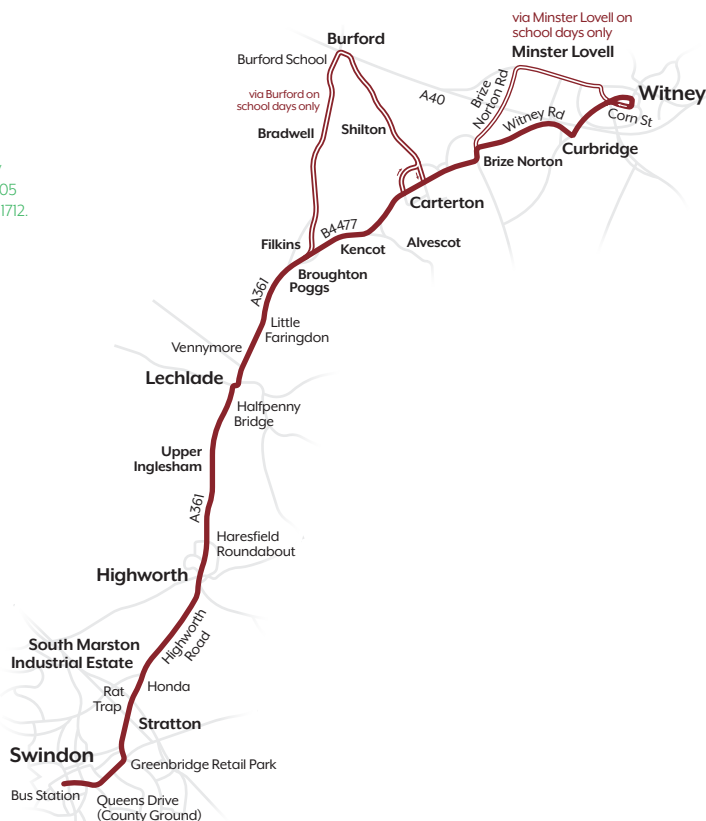 via Minster Lovell on
school days only
Minster Lovell
Burford
Burford School
via Burford on
school days only
A40
Brize
Norton Rd
Witney
Corn St
Witney Rd
Curbridge
Brize Norton
Bradwell
Shilton
05
1712.
Carterton
B4477
Filkins
Kencot
Alvescot
Broughton
Poggs
A361
Little
Faringdon
Vennymore
Lechlade
Halfpenny
Bridge
Upper
Inglesham
A361
Haresfield
Roundabout
Highworth
Highworth
Road
South Marston
Industrial Estate
Honda
Rat
Trap
Stratton
Swindon
Greenbridge Retail Park
Bus Station
Queens Drive
(County Ground)